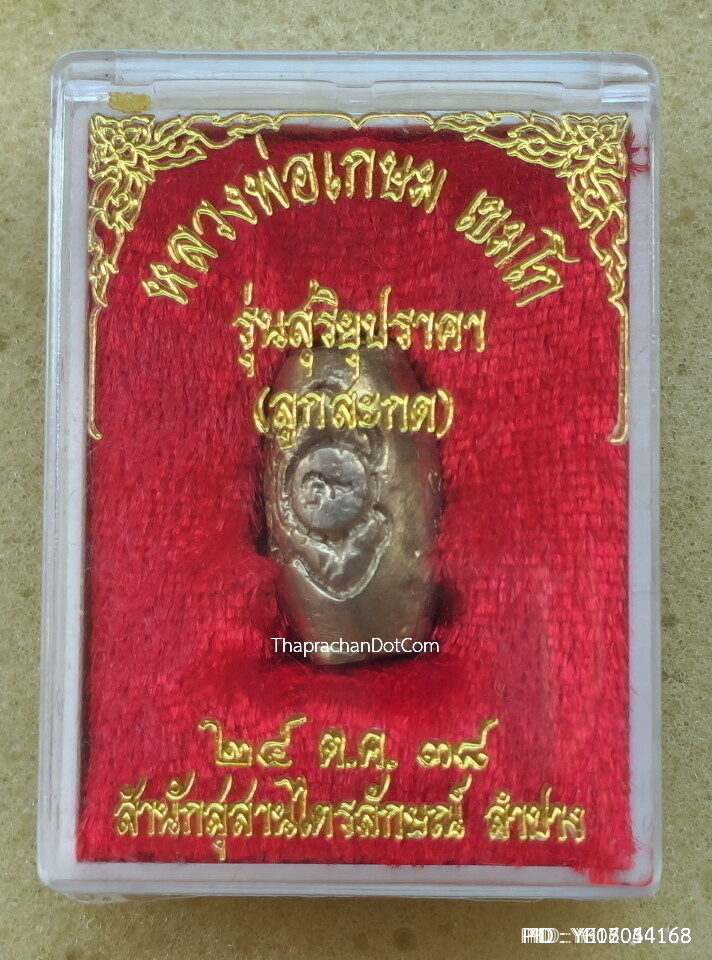 หลวงพ่อเกษม เขมโก
รุ่นสุริยุปราคา
(ลูกสะกด)
ThaprachanDotCom
๒๔ ต.ค. ๓๘
สำนักสุสานไตรลักษณ์ ลำปาง